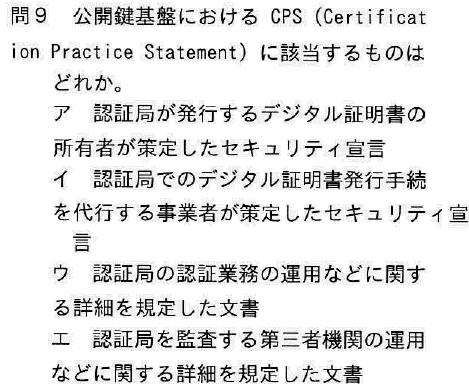 問９　公開鍵基盤における CPS (Certificat
ion Practice Statement) に該当するものは
どれか。
ア　認証局が発行するデジタル証明書の
所有者が策定したセキュリティ宣言
イ　認証局でのデジタル証明書発行手続
を代行する事業者が策定したセキュリティ宣
言
ウ　認証局の認証業務の運用などに関す
る詳細を規定した文書
エ　認証局を監査する第三者機関の運用
などに関する詳細を規定した文書